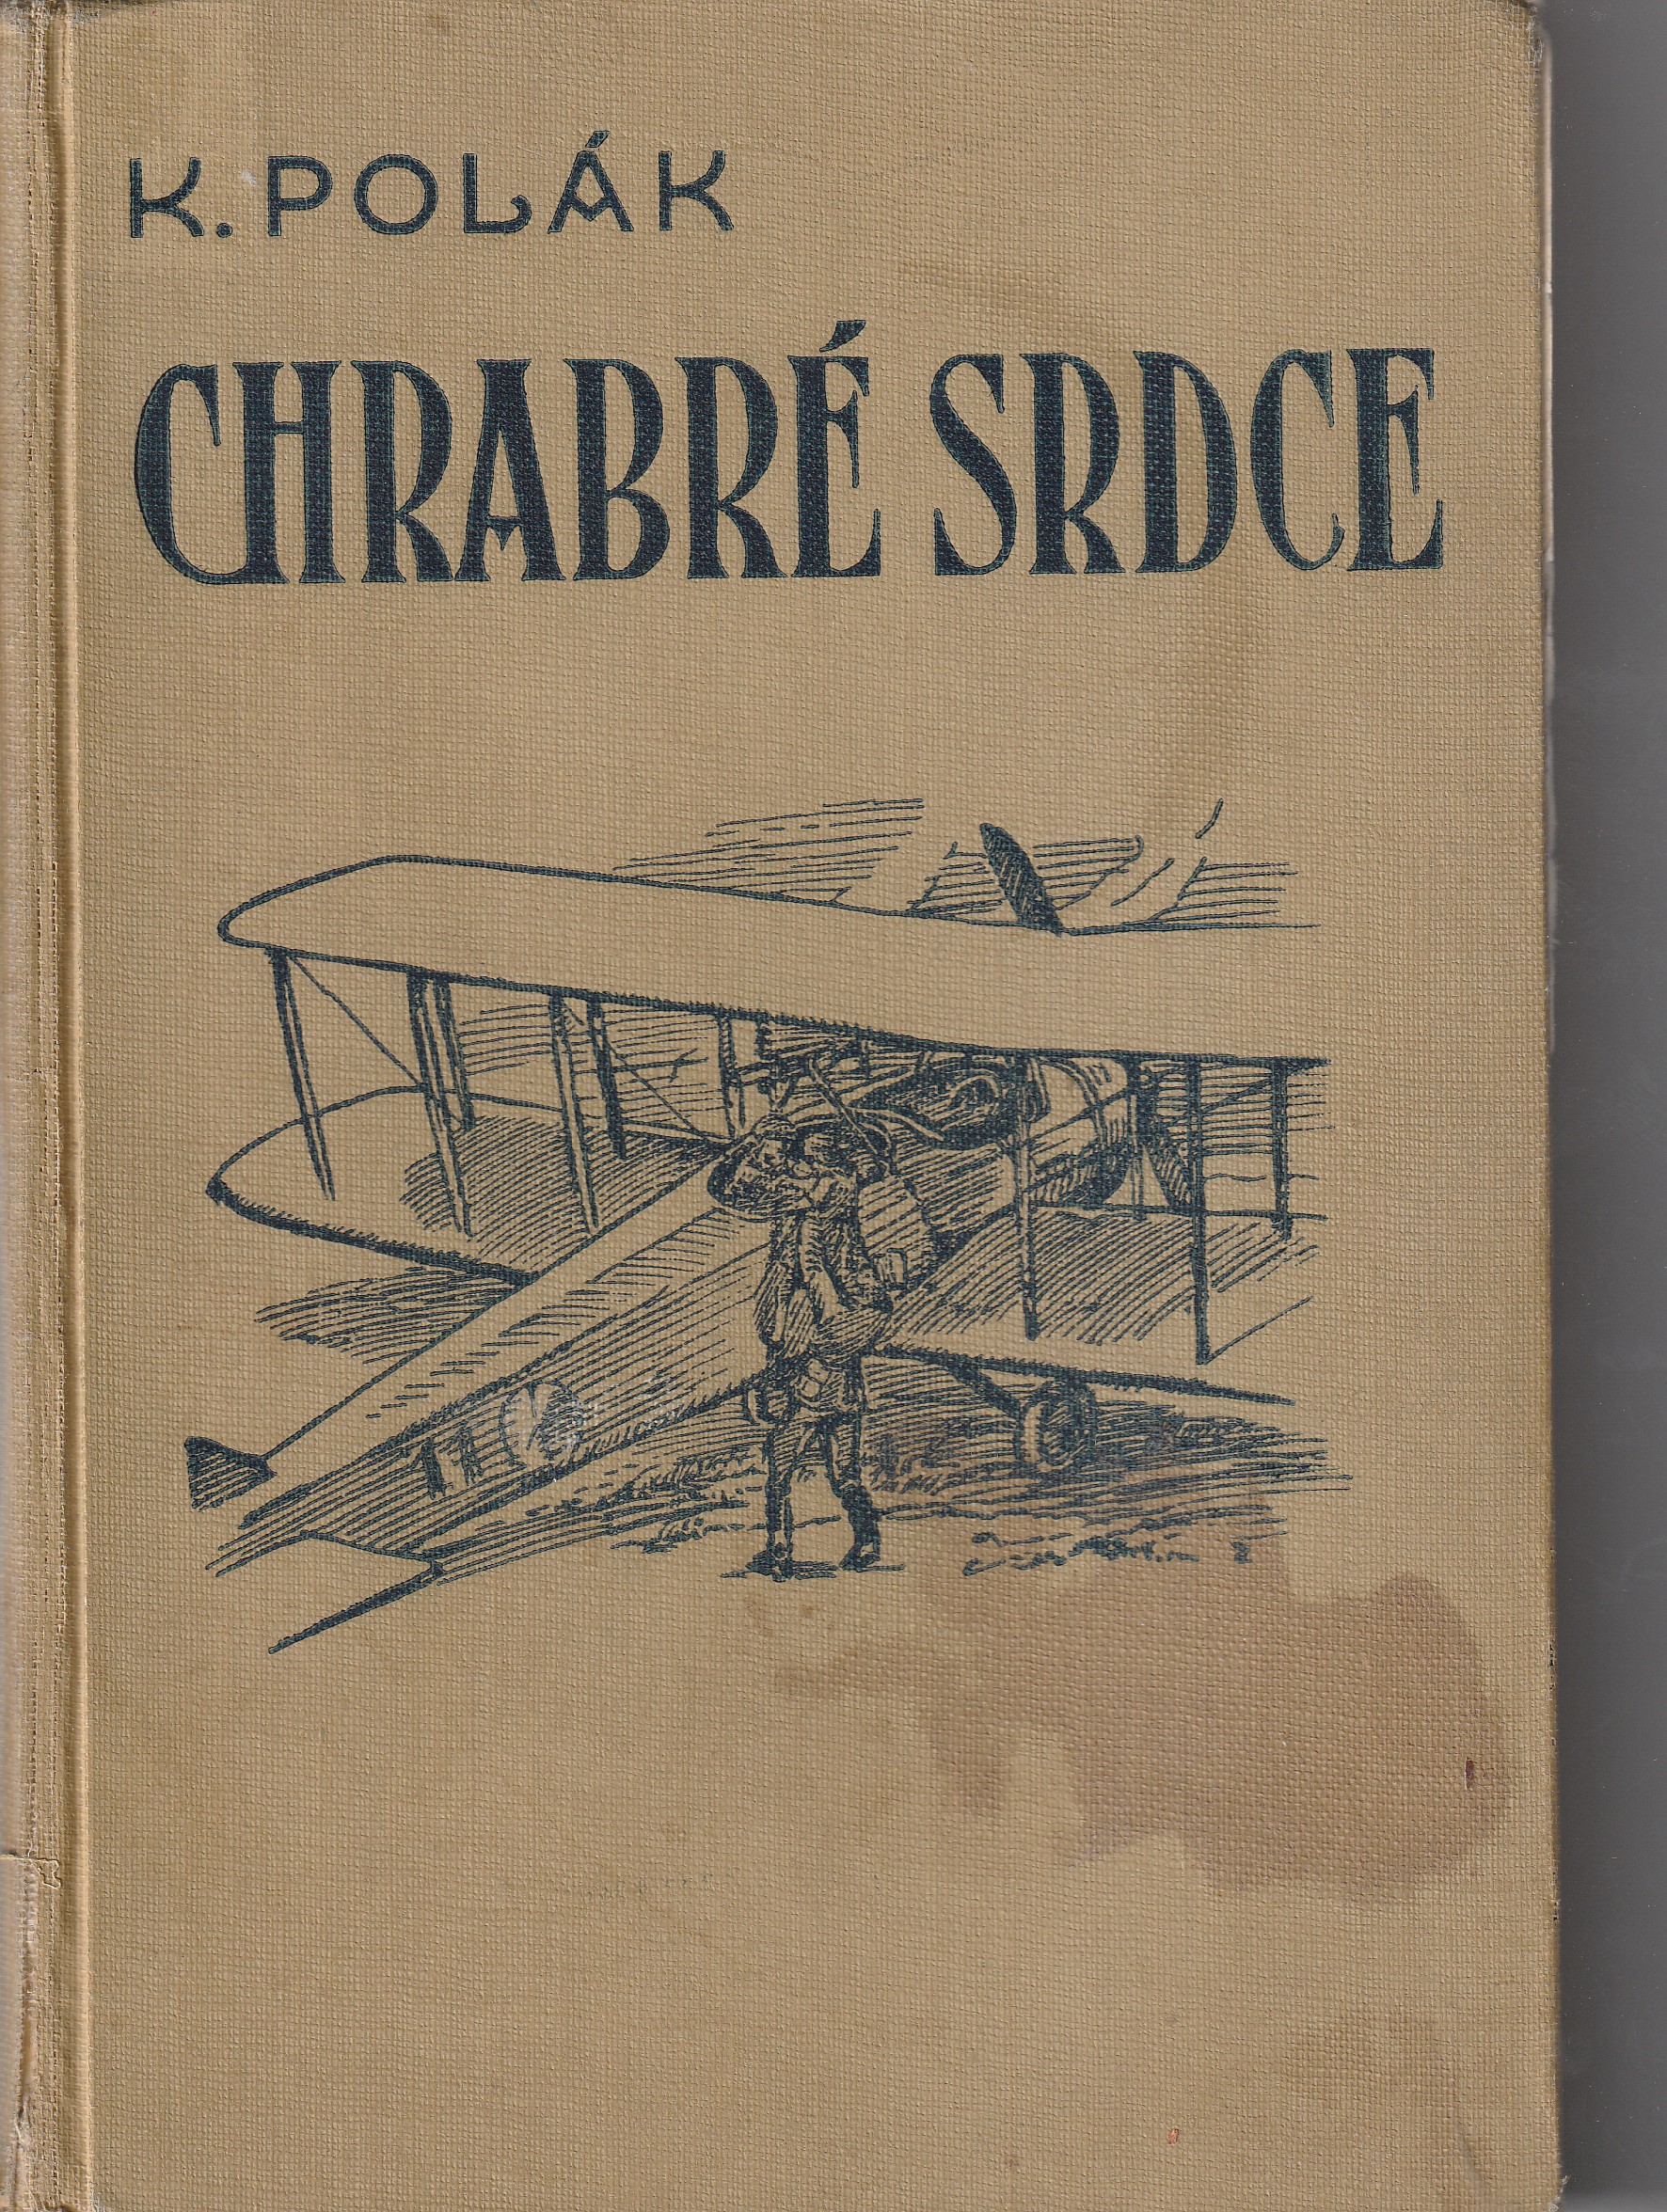 K. POLÁK
CHRABRÉ SRDCE